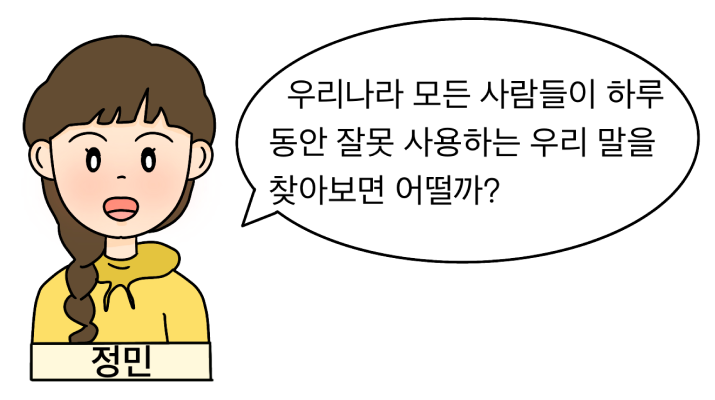 우리나라 모든 사람들이 하루
동안 잘못 사용하는 우리 말을
찾아보면 어떨까?
정민